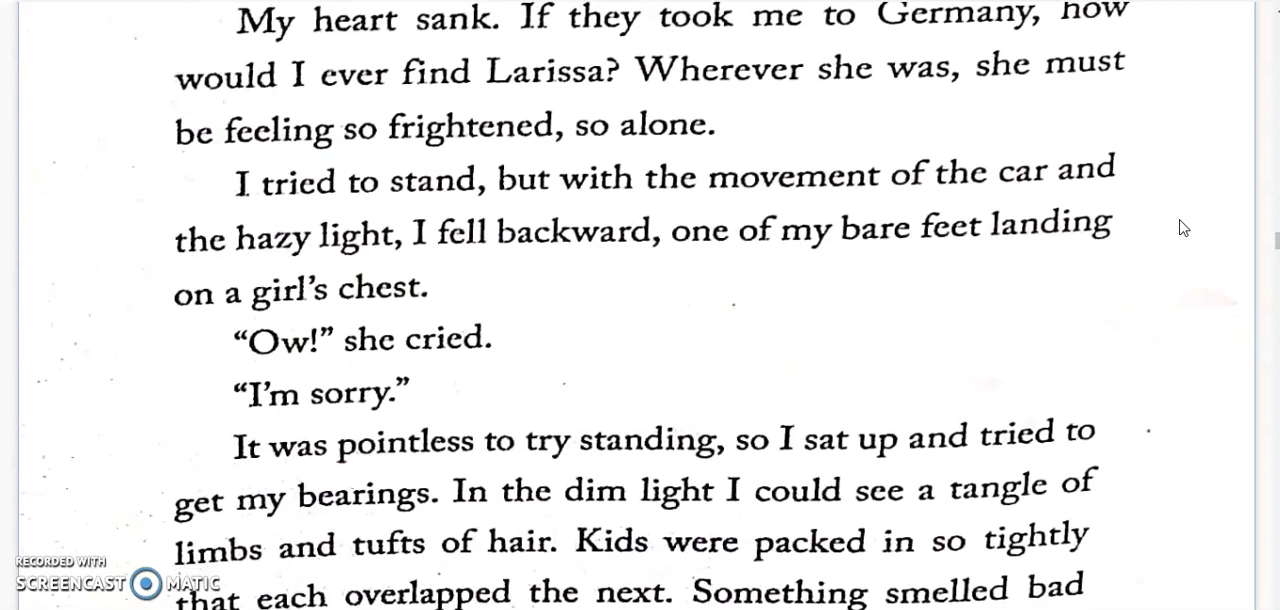 My heart sank. If they took me to Germany, how
would I ever find Larissa? Wherever she was, she must
be feeling so frightened, so alone.
I tried to stand, but with the movement of the car and
the hazy light, I fell backward, one of my bare feet landing
on a girl’s chest.
“Ow!” she cried.
“I’m sorry.”
It was pointless to try standing, so I sat up and tried to
get my bearings. In the dim light I could see a tangle of
limbs and tufts of hair. Kids were packed in so tightly
that each overlapped the next. Something smelled bad
RECORDED WITH
SCREENCAST MATIC